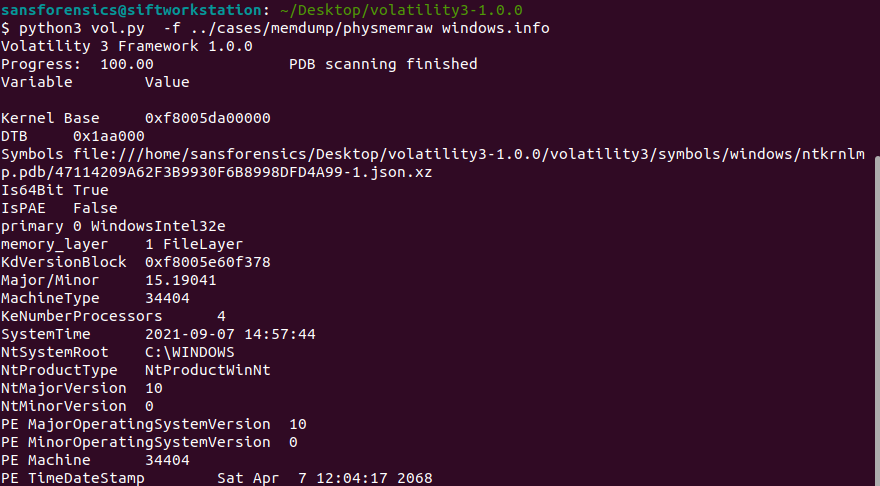 sansforensics@siftworkstation: ~/Desktop/volatility3-1.0.0
$ python3 vol.py  -f ../cases/memdump/physmemraw windows.info
Volatility 3 Framework 1.0.0
Progress:  100.00               PDB scanning finished
Variable        Value

Kernel Base     0xf8005da00000
DTB     0x1aa000
Symbols file:///home/sansforensics/Desktop/volatility3-1.0.0/volatility3/symbols/windows/ntkrnlm
p.pdb/47114209A62F3B9930F6B8998DFD4A99-1.json.xz
Is64Bit True
IsPAE   False
primary 0 WindowsIntel32e
memory_layer    1 FileLayer
KdVersionBlock  0xf8005e60f378
Major/Minor     15.19041
MachineType     34404
KeNumberProcessors      4
SystemTime      2021-09-07 14:57:44
NtSystemRoot    C:\WINDOWS
NtProductType   NtProductWinNt
NtMajorVersion  10
NtMinorVersion  0
PE MajorOperatingSystemVersion  10
PE MinorOperatingSystemVersion  0
PE Machine      34404
PE TimeDateStamp        Sat Apr  7 12:04:17 2068